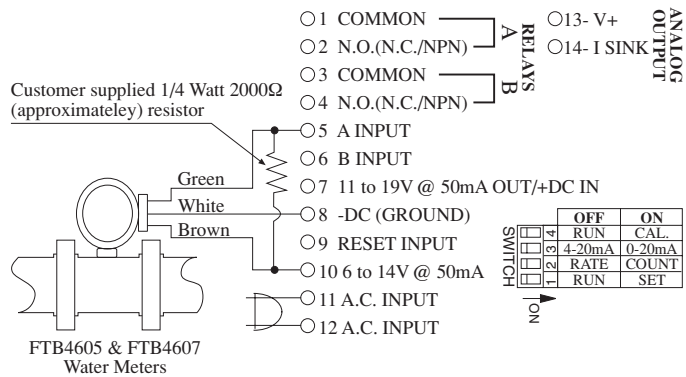 1 COMMON
2 N.O.(N.C./NPN)
A
3 COMMON
4 N.O.(N.C./NPN)
B
RELAYS
13- V+
14- I SINK
ANALOG
OUTPUT
Customer supplied 1/4 Watt 2000Ω
(approximateley) resistor
5 A INPUT
6 B INPUT
7 11 to 19V @ 50mA OUT/+DC IN
8 -DC (GROUND)
9 RESET INPUT
10 6 to 14V @ 50mA
11 A.C. INPUT
12 A.C. INPUT
Green
White
Brown
FTB4605 & FTB4607
Water Meters
SWITCH
OFF ON
4 RUN CAL.
3 4-20mA 0-20mA
2 RATE COUNT
1 RUN SET
ON